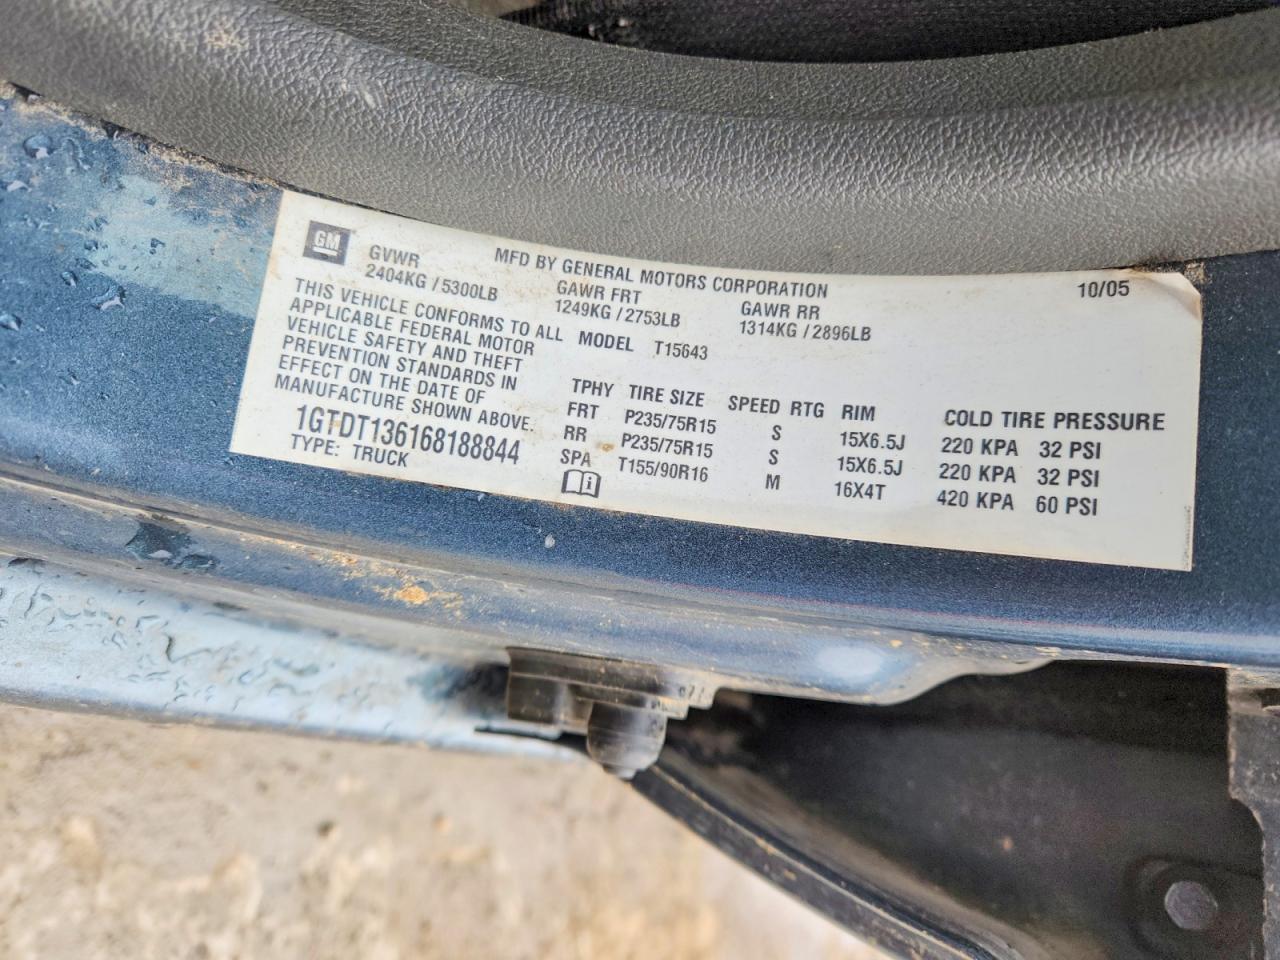 GM
MFD BY GENERAL MOTORS CORPORATION 10/05
GVWR GAWR FRT GAWR RR
2404KG / 5300LB 1249KG / 2753LB 1314KG / 2896LB
THIS VEHICLE CONFORMS TO ALL
APPLICABLE FEDERAL MOTOR
VEHICLE SAFETY AND THEFT
PREVENTION STANDARDS IN
EFFECT ON THE DATE OF
MANUFACTURE SHOWN ABOVE.
1GTDT136168188844
TYPE: TRUCK
MODEL T15643
TPHY TIRE SIZE SPEED RTG RIM COLD TIRE PRESSURE
FRT P235/75R15 S 15X6.5J 220 KPA 32 PSI
RR P235/75R15 S 15X6.5J 220 KPA 32 PSI
SPA T155/90R16 M 16X4T 420 KPA 60 PSI